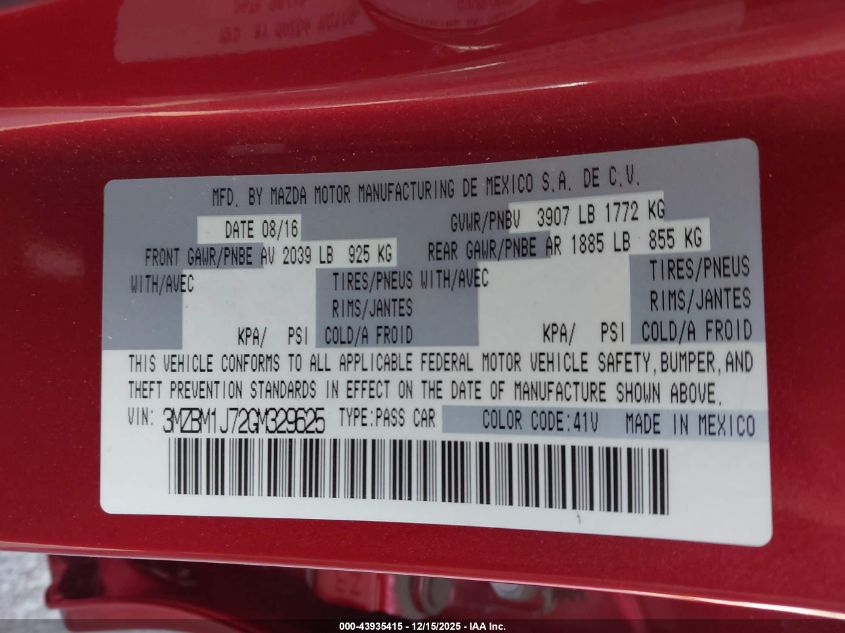 MFD. BY MAZDA MOTOR MANUFACTURING DE MEXICO S.A. DE C.V.
DATE 08/16 GVWR/PNBV 3907 LB 1772 KG
FRONT GAWR/PNBE AV 2039 LB 925 KG REAR GAWR/PNBE AR 1885 LB 855 KG
WITH/AVEC TIRES/PNEUS WITH/AVEC TIRES/PNEUS
RIMS/JANTES RIMS/JANTES
KPA/ PSI COLD/A FROID KPA/ PSI COLD/A FROID
THIS VEHICLE CONFORMS TO ALL APPLICABLE FEDERAL MOTOR VEHICLE SAFETY, BUMPER, AND
THEFT PREVENTION STANDARDS IN EFFECT ON THE DATE OF MANUFACTURE SHOWN ABOVE.
VIN: 3MZBM1J72GM329625 TYPE:PASS CAR COLOR CODE:41V MADE IN MEXICO
000-43935415 - 12/15/2025 - IAA Inc.